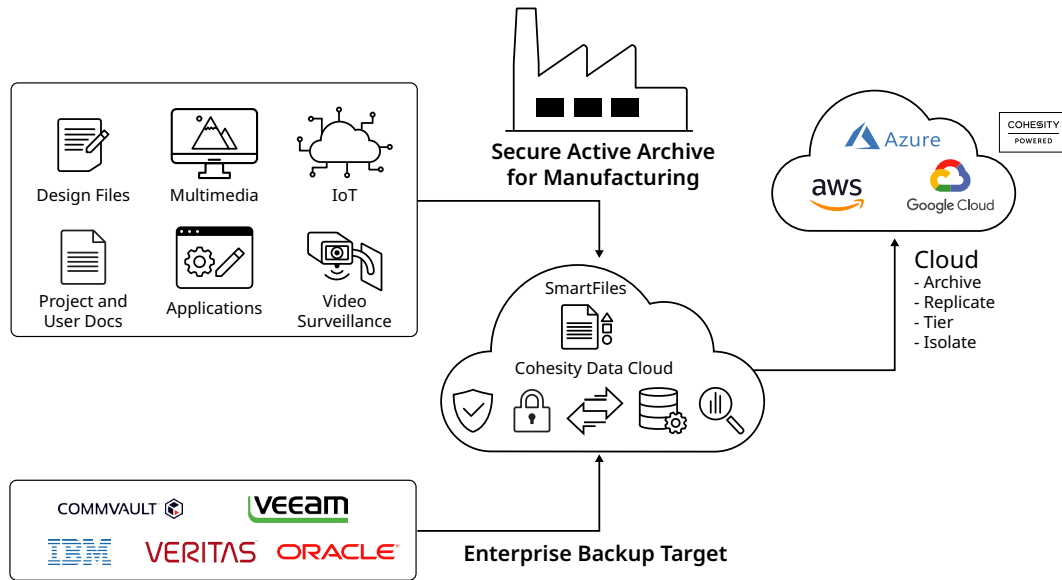 Secure Active Archive
for Manufacturing
Design Files
Multimedia
IoT
Project and
User Docs
Applications
Video
Surveillance
Azure
aws
Google Cloud
COHESITY
POWERED
Cloud
- Archive
- Replicate
- Tier
- Isolate
SmartFiles
Cohesity Data Cloud
COMMVAULT
veeam
IBM
VERITAS
ORACLE
Enterprise Backup Target